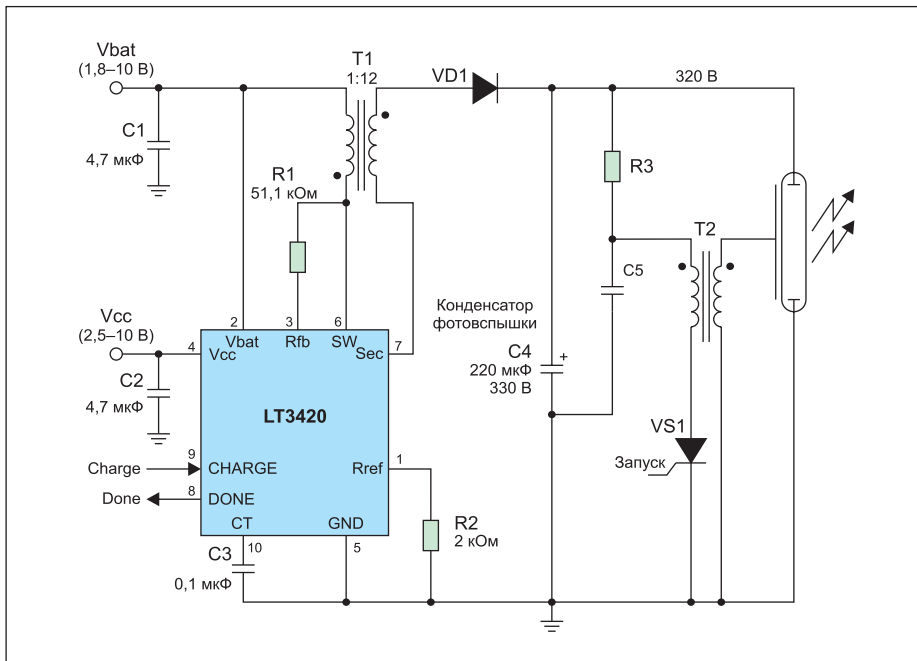 Vbat
(1,8–10 В)
T1
1:12
VD1
320 В
C1
4,7 мкФ
R1
51,1 кОм
R3
T2
C5
Конденсатор
фотовспышки
C4
+
220 мкФ
330 В
Vcc
(2,5–10 В)
4
2
3
6
7
Vbat
Rfb
SW
Vcc
Sec
C2
4,7 мкФ
LT3420
VS1
Запуск
Charge
9
CHARGE
Rref
1
Done
8
DONE
CT
GND
R2
2 кОм
C3
10
5
0,1 мкФ